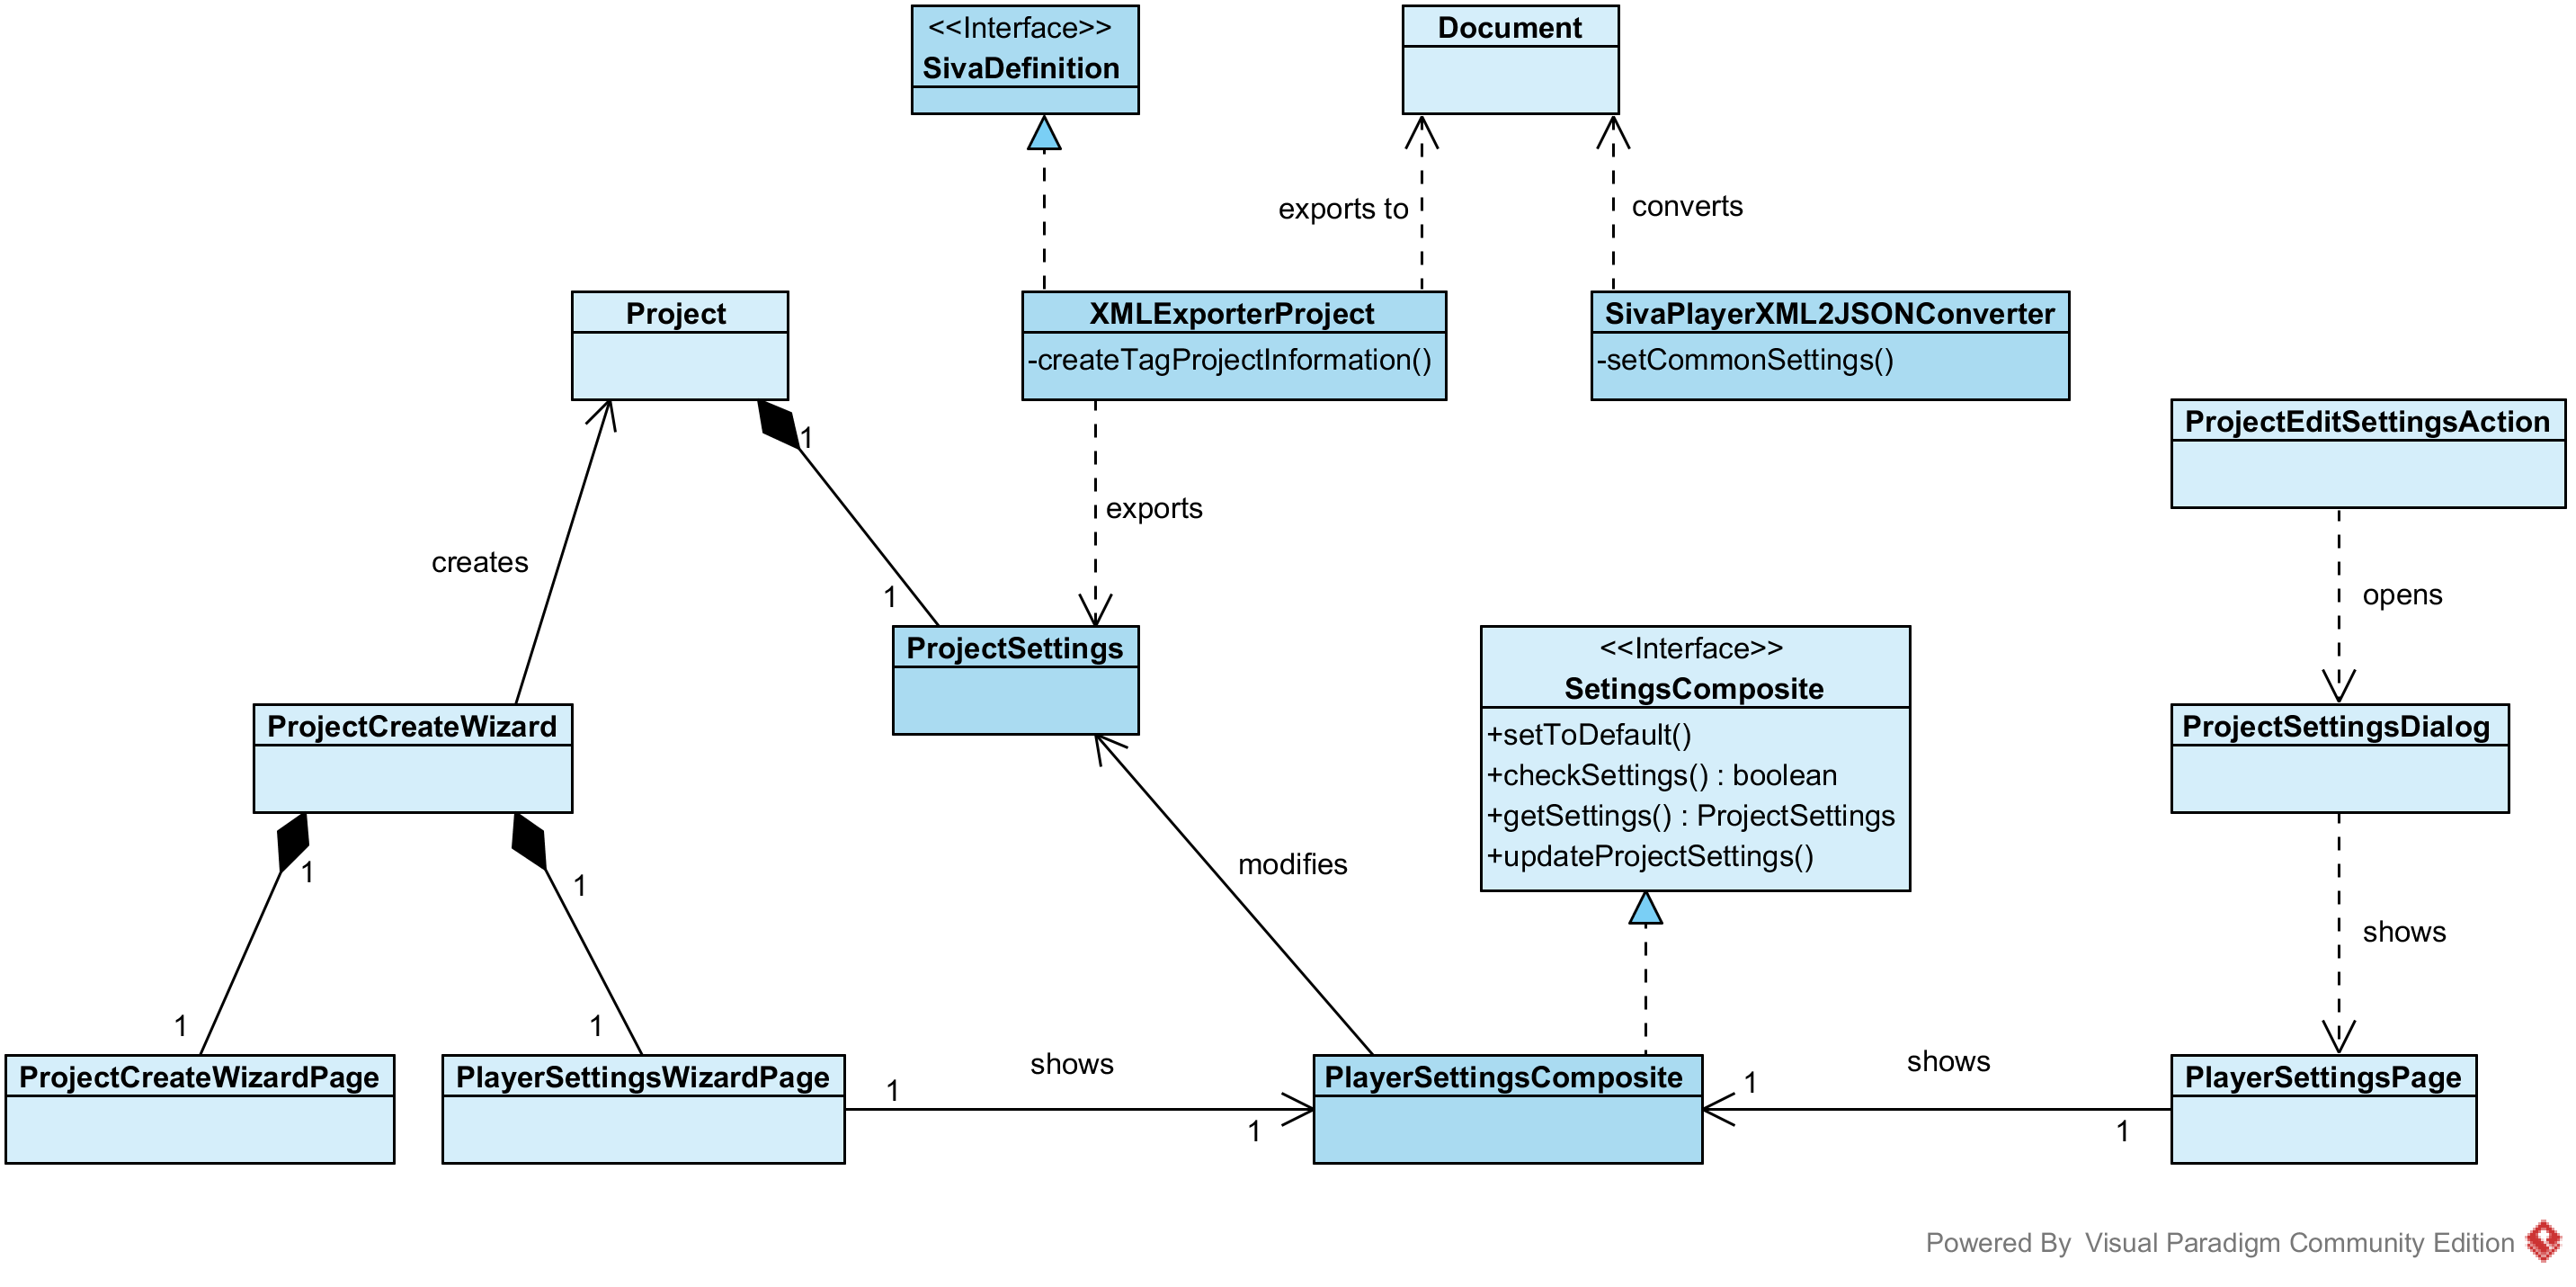 <<Interface>>
SivaDefinition
Document
exports to
converts
Project
XMLExporterProject
-createTagProjectInformation()
SivaPlayerXML2JSONConverter
-setCommonSettings()
ProjectEditSettingsAction
1
exports
creates
1
opens
ProjectSettings
<<Interface>>
SetingsComposite
+setToDefault()
+checkSettings() : boolean
+getSettings() : ProjectSettings
+updateProjectSettings()
ProjectCreateWizard
ProjectSettingsDialog
1
1
modifies
shows
1
1
ProjectCreateWizardPage
PlayerSettingsWizardPage
1
shows
1
PlayerSettingsComposite
1
shows
1
PlayerSettingsPage
Powered By Visual Paradigm Community Edition